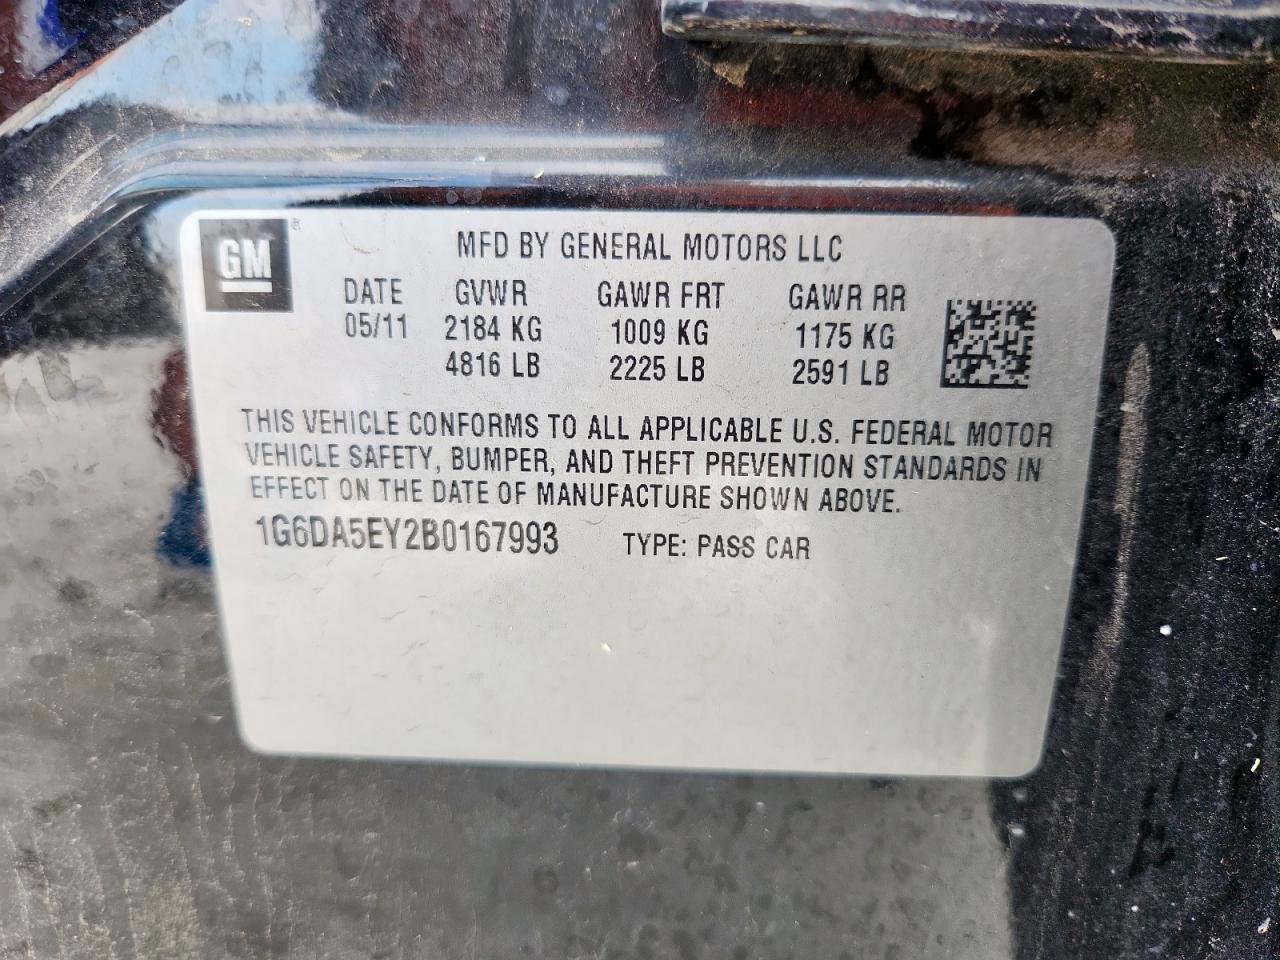 GM ®
MFD BY GENERAL MOTORS LLC
DATE GVWR GAWR FRT GAWR RR
05/11 2184 KG 1009 KG 1175 KG
4816 LB 2225 LB 2591 LB
THIS VEHICLE CONFORMS TO ALL APPLICABLE U.S. FEDERAL MOTOR
VEHICLE SAFETY, BUMPER, AND THEFT PREVENTION STANDARDS IN
EFFECT ON THE DATE OF MANUFACTURE SHOWN ABOVE.
1G6DA5EY2B0167993 TYPE: PASS CAR